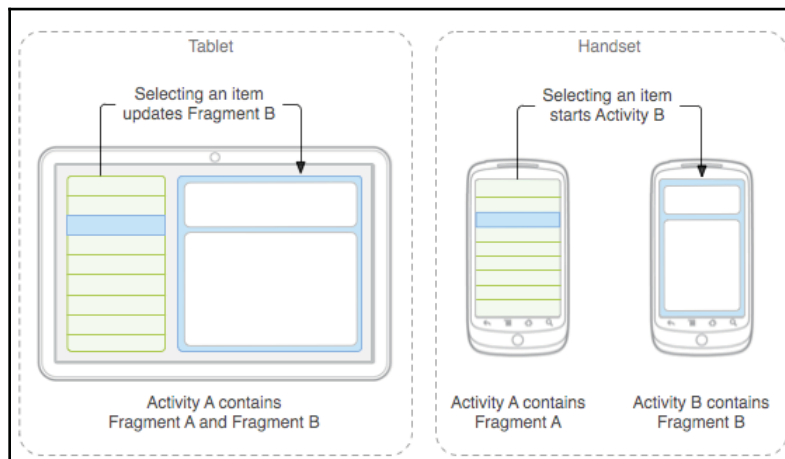 Tablet
Selecting an item
updates Fragment B
Activity A contains
Fragment A and Fragment B
Handset
Selecting an item
starts Activity B
Activity A contains
Fragment A
Activity B contains
Fragment B